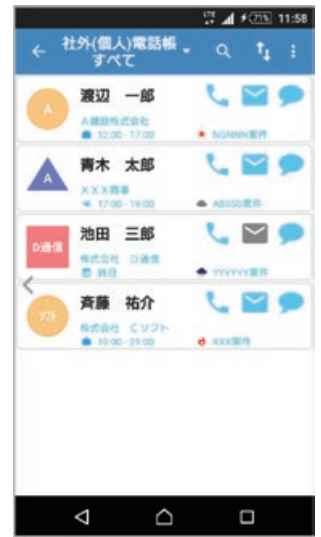 LTE 71% 11:58
社外(個人)電話帳
すべて
A
渡辺 一郎
A建設株式会社
12:00 - 17:00 NGNNN案件
A
青木 太郎
XXX商事
17:00 - 19:00 ABSSS案件
D通信
池田 三郎
株式会社 D通信
終日 YYYYYY案件
ソフト
斉藤 祐介
株式会社 Cソフト
19:00 - 21:00 XXX案件